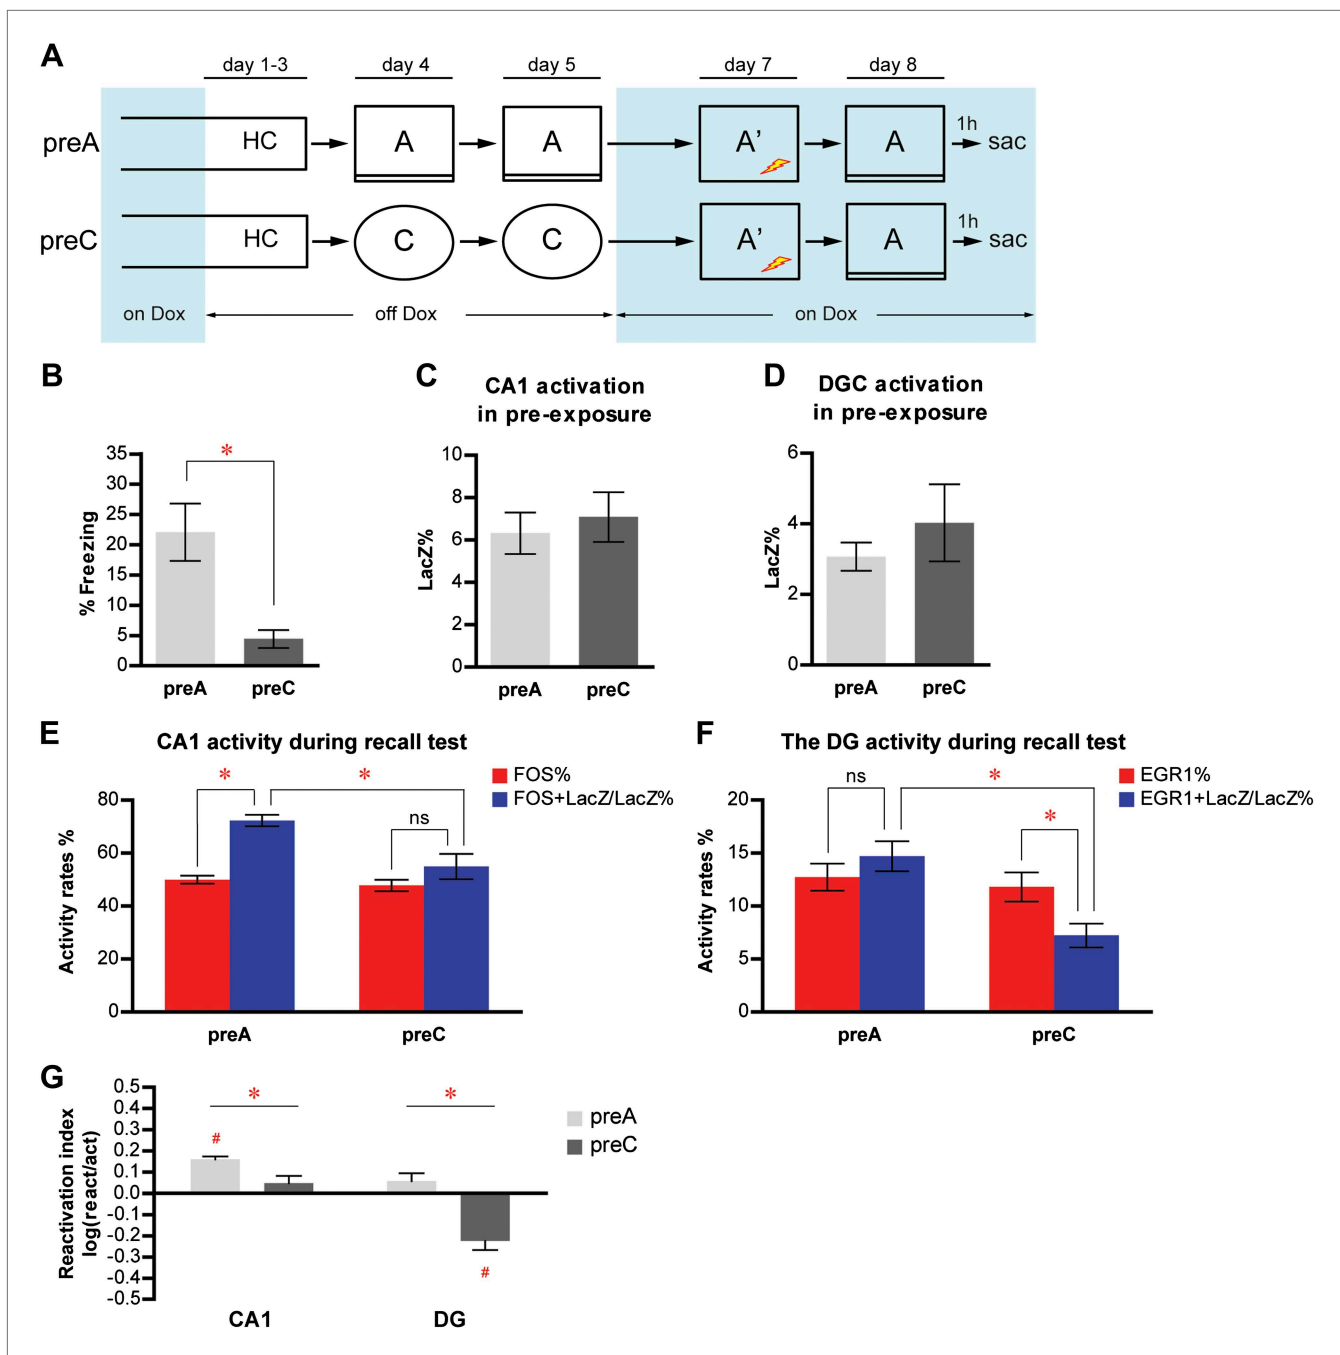 A
day 1-3 day 4 day 5 day 7 day 8
preA HC A A A’ A 1h sac
preC HC C C A’ A 1h sac
on Dox off Dox on Dox
B
% Freezing
35
30
25
20
15
10
5
0
*
preA preC
C
CA1 activation
in pre-exposure
LacZ%
10
8
6
4
2
0
preA preC
D
DGC activation
in pre-exposure
LacZ%
6
4
2
0
preA preC
E
CA1 activity during recall test
FOS%
FOS+LacZ/LacZ%
Activity rates %
80
60
40
20
0
* *
ns
preA preC
F
The DG activity during recall test
EGR1%
EGR1+LacZ/LacZ%
Activity rates %
20
15
10
5
0
ns *
*
preA preC
G
Reactivation index
log(react/act)
0.5
0.4
0.3
0.2
0.1
0.0
-0.1
-0.2
-0.3
-0.4
-0.5
* *
#
#
preA
preC
CA1 DG